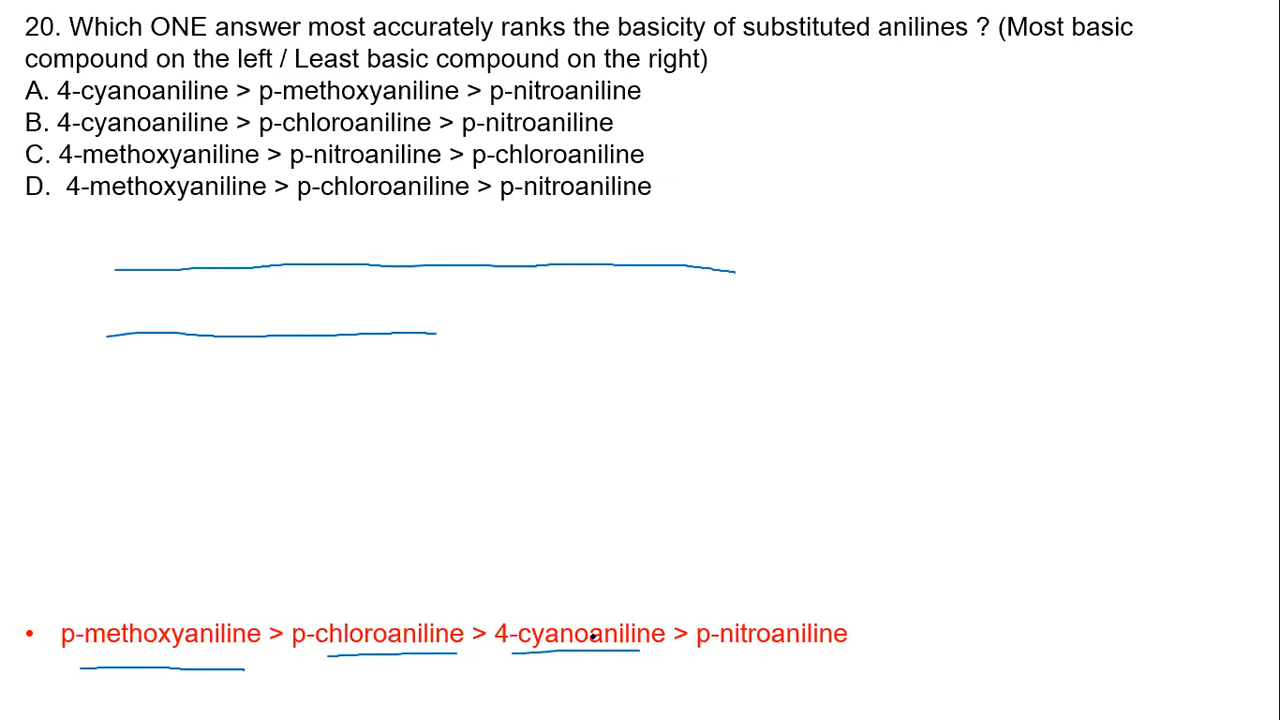 20. Which ONE answer most accurately ranks the basicity of substituted anilines ? (Most basic
compound on the left / Least basic compound on the right)
A. 4-cyanoaniline > p-methoxyaniline > p-nitroaniline
B. 4-cyanoaniline > p-chloroaniline > p-nitroaniline
C. 4-methoxyaniline > p-nitroaniline > p-chloroaniline
D. 4-methoxyaniline > p-chloroaniline > p-nitroaniline
• p-methoxyaniline > p-chloroaniline > 4-cyanoaniline > p-nitroaniline